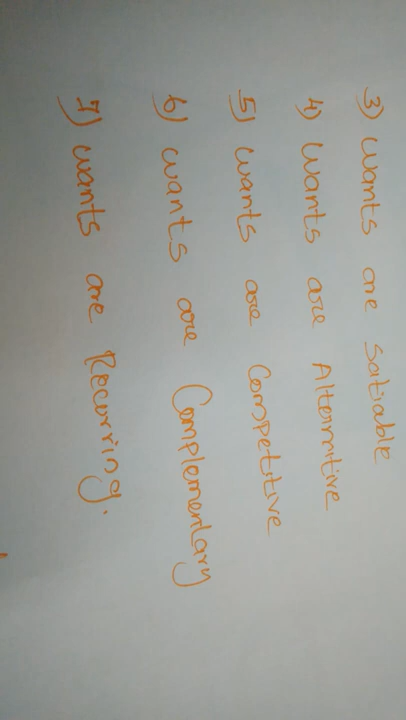 3) wants are Satiable
4) Wants are Alternitive
5) wants are Competitive
6) wants are Complementary
7) wants are Recurring.